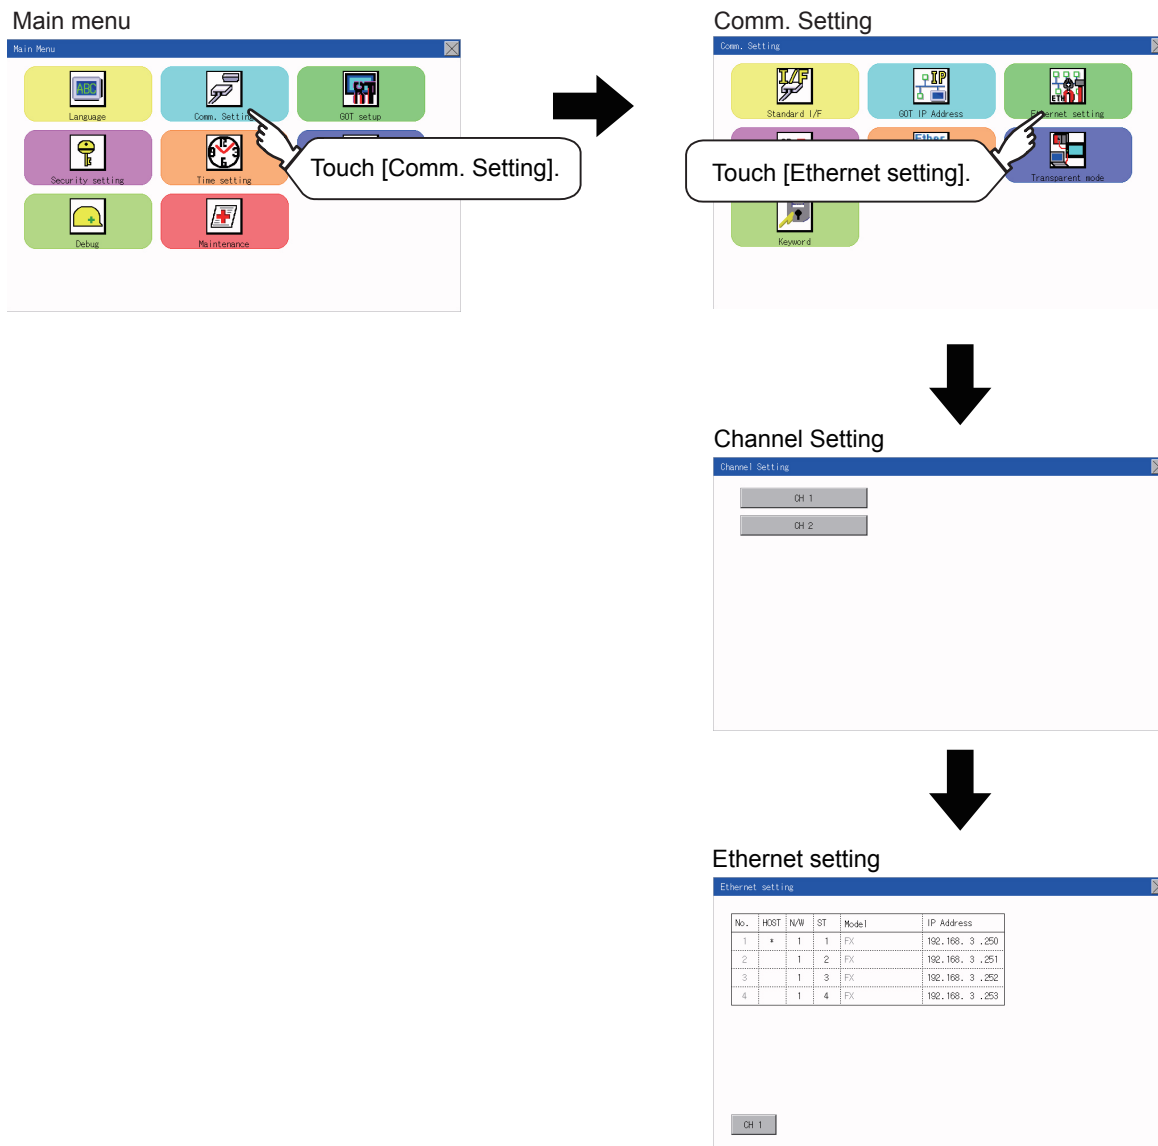 Main menu
Main Menu
Language
Comm. Setting
GOT setup
Touch [Comm. Setting].
Security setting
Time setting
Debug
Maintenance
Comm. Setting
Comm. Setting
Standard I/F
GOT IP Address
Ethernet setting
Touch [Ethernet setting].
Transparent mode
Keyword
Channel Setting
Channel Setting
CH 1
CH 2
Ethernet setting
Ethernet setting
No. HOST N/W ST Model IP Address
1 * 1 1 FX 192.168. 3 .250
2 1 2 FX 192.168. 3 .251
3 1 3 FX 192.168. 3 .252
4 1 4 FX 192.168. 3 .253
CH 1